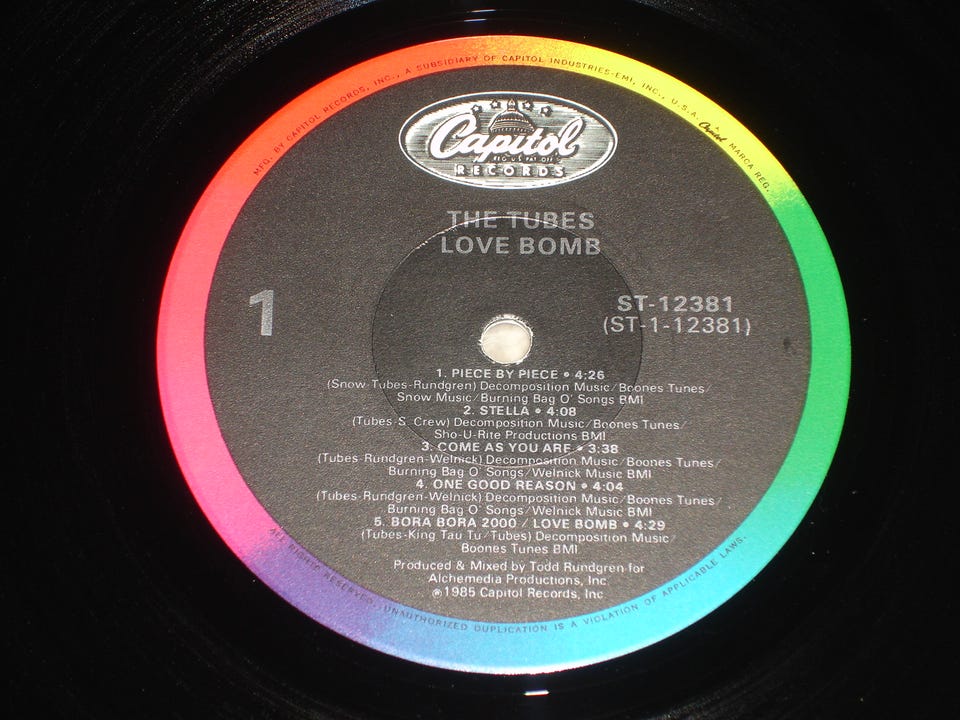 MFG. BY CAPITOL RECORDS, INC., A SUBSIDIARY OF CAPITOL INDUSTRIES-EMI, INC., U.S.A. Capitol MARCA REG.
Capitol
REG. U.S. PAT. OFF.
RECORDS
THE TUBES
LOVE BOMB
1
ST-12381
(ST-1-12381)
1. PIECE BY PIECE • 4:26
(Snow-Tubes-Rundgren) Decomposition Music/Boones Tunes/
Snow Music/Burning Bag O' Songs BMI
2. STELLA • 4:08
(Tubes-S. Crew) Decomposition Music/Boones Tunes/
Sho-U-Rite Productions BMI
3. COME AS YOU ARE • 3:38
(Tubes-Rundgren-Welnick) Decomposition Music/Boones Tunes/
Burning Bag O' Songs/Welnick Music BMI
4. ONE GOOD REASON • 4:04
(Tubes-Rundgren-Welnick) Decomposition Music/Boones Tunes/
Burning Bag O' Songs/Welnick Music BMI
5. BORA BORA 2000 / LOVE BOMB • 4:29
(Tubes-King Tau Tu/Tubes) Decomposition Music/
Boones Tunes BMI
Produced & Mixed by Todd Rundgren for
Alchemedia Productions, Inc
℗1985 Capitol Records, Inc
ALL RIGHTS RESERVED. UNAUTHORIZED DUPLICATION IS A VIOLATION OF APPLICABLE LAWS.